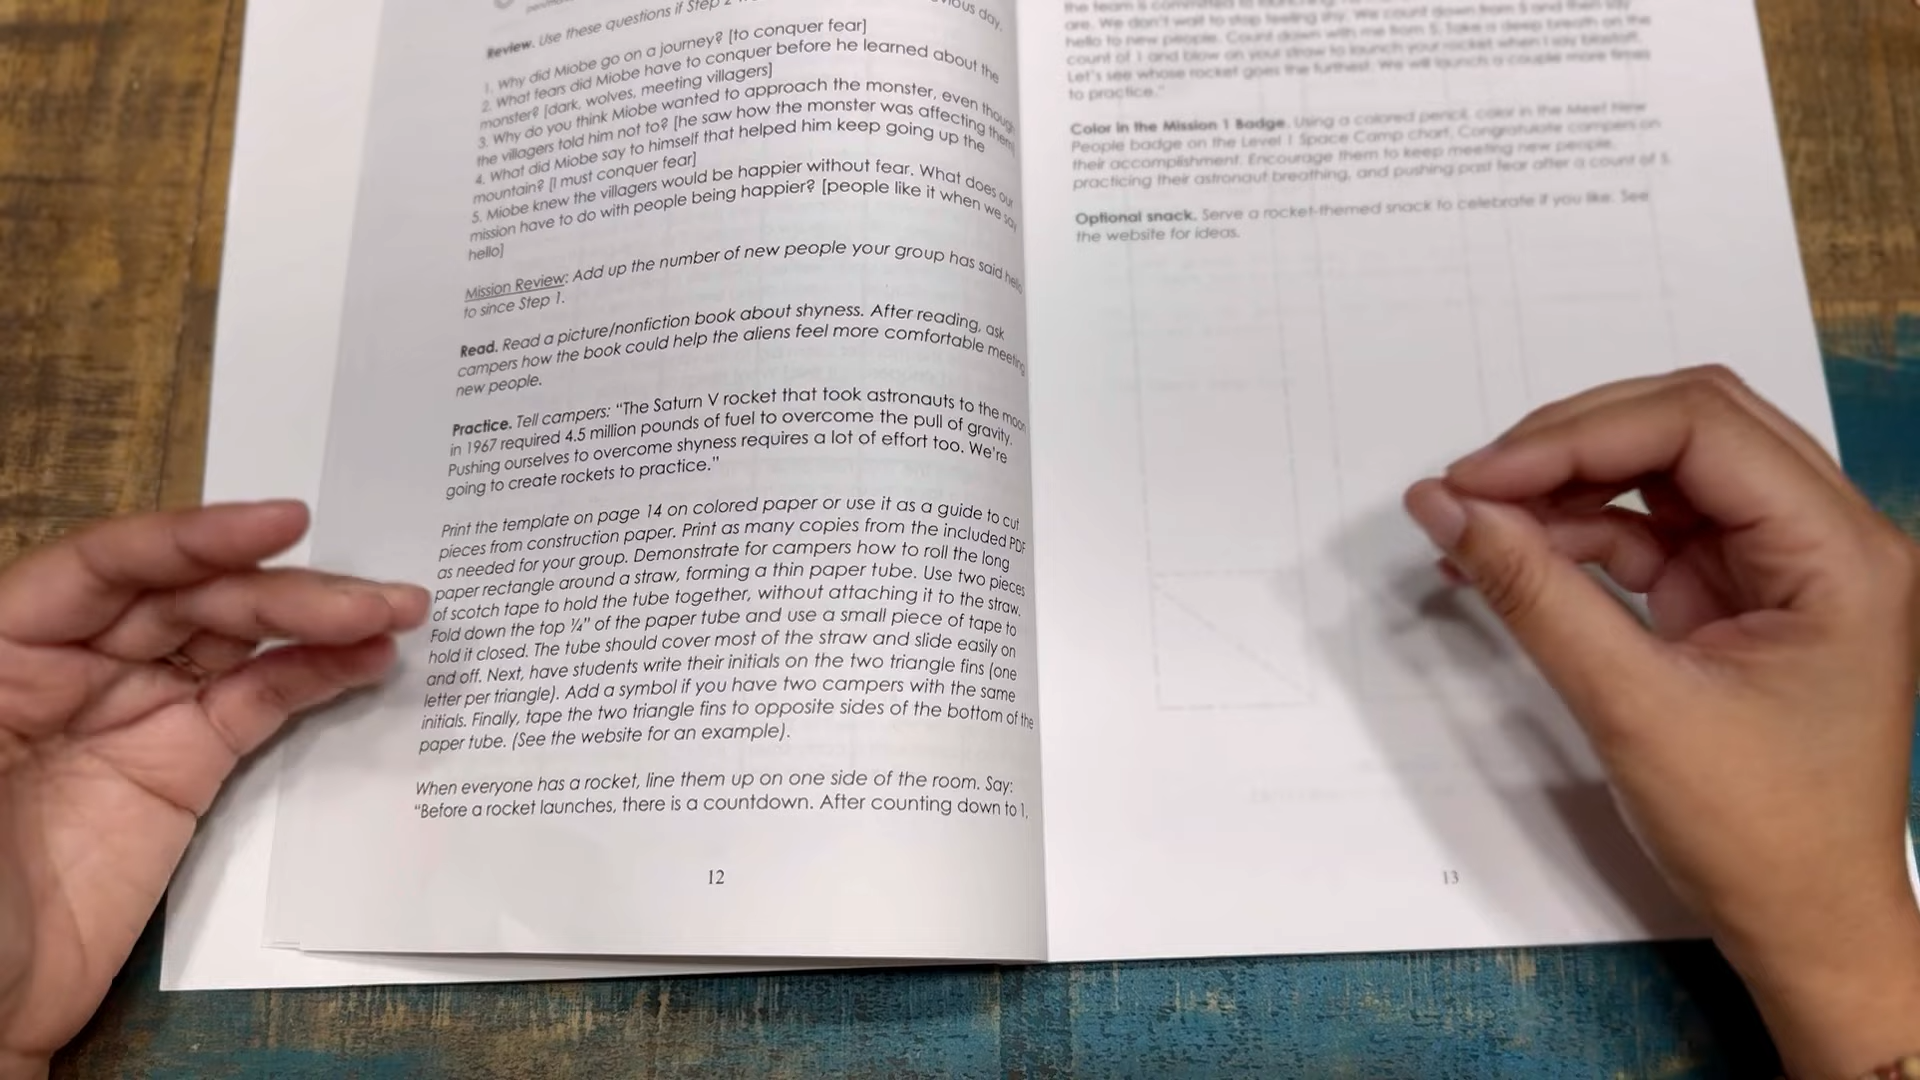 Review. Use these questions if Step 2
ious day.
1. Why did Miobe go on a journey? [to conquer fear]
2. What fears did Miobe have to conquer before he learned about the
monster? [dark, wolves, meeting villagers]
3. Why do you think Miobe wanted to approach the monster, even though
the villagers told him not to? [he saw how the monster was affecting them]
4. What did Miobe say to himself that helped him keep going up the
mountain? [I must conquer fear]
5. Miobe knew the villagers would be happier without fear. What does our
mission have to do with people being happier? [people like it when we say
hello]
Mission Review: Add up the number of new people your group has said hello
to since Step 1.
Read. Read a picture/nonfiction book about shyness. After reading, ask
campers how the book could help the aliens feel more comfortable meeting
new people.
Practice. Tell campers: “The Saturn V rocket that took astronauts to the moon
in 1967 required 4.5 million pounds of fuel to overcome the pull of gravity.
Pushing ourselves to overcome shyness requires a lot of effort too. We're
going to create rockets to practice.”
Print the template on page 14 on colored paper or use it as a guide to cut
pieces from construction paper. Print as many copies from the included PDF
as needed for your group. Demonstrate for campers how to roll the long
paper rectangle around a straw, forming a thin paper tube. Use two pieces
of scotch tape to hold the tube together, without attaching it to the straw.
Fold down the top ¼” of the paper tube and use a small piece of tape to
hold it closed. The tube should cover most of the straw and slide easily on
and off. Next, have students write their initials on the two triangle fins (one
letter per triangle). Add a symbol if you have two campers with the same
initials. Finally, tape the two triangle fins to opposite sides of the bottom of the
paper tube. (See the website for an example).
When everyone has a rocket, line them up on one side of the room. Say:
“Before a rocket launches, there is a countdown. After counting down to 1,
12
the team is committed to launching.
are. We don't wait to stop feeling shy. We count down from 5 and then say
hello to new people. Count down with me from 5. Take a deep breath on the
count of 1 and blow on your straw to launch your rocket when I say blastoff.
Let's see whose rocket goes the furthest. We will launch a couple more times
to practice.”
Color in the Mission 1 Badge. Using a colored pencil, color in the Meet New
People badge on the Level 1 Space Camp chart. Congratulate campers on
their accomplishment. Encourage them to keep meeting new people,
practicing their astronaut breathing, and pushing past fear after a count of 5.
Optional snack. Serve a rocket-themed snack to celebrate if you like. See
the website for ideas.
13